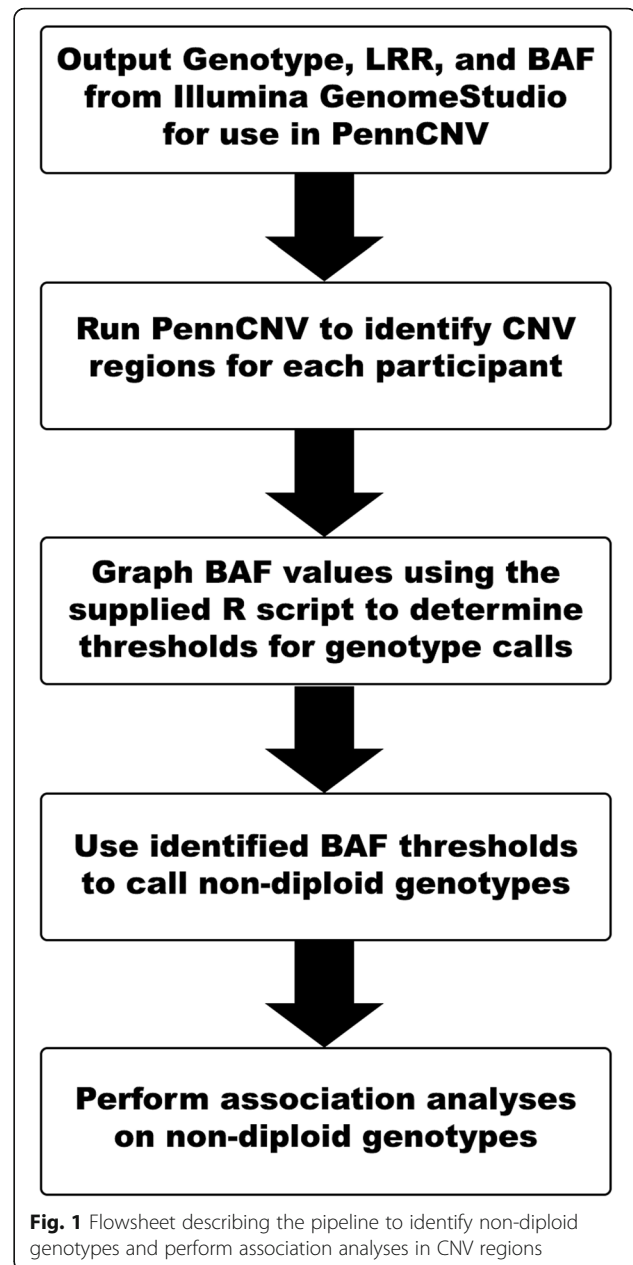 Output Genotype, LRR, and BAF
from Illumina GenomeStudio
for use in PennCNV
Run PennCNV to identify CNV
regions for each participant
Graph BAF values using the
supplied R script to determine
thresholds for genotype calls
Use identified BAF thresholds
to call non-diploid genotypes
Perform association analyses
on non-diploid genotypes
Fig. 1 Flowsheet describing the pipeline to identify non-diploid
genotypes and perform association analyses in CNV regions